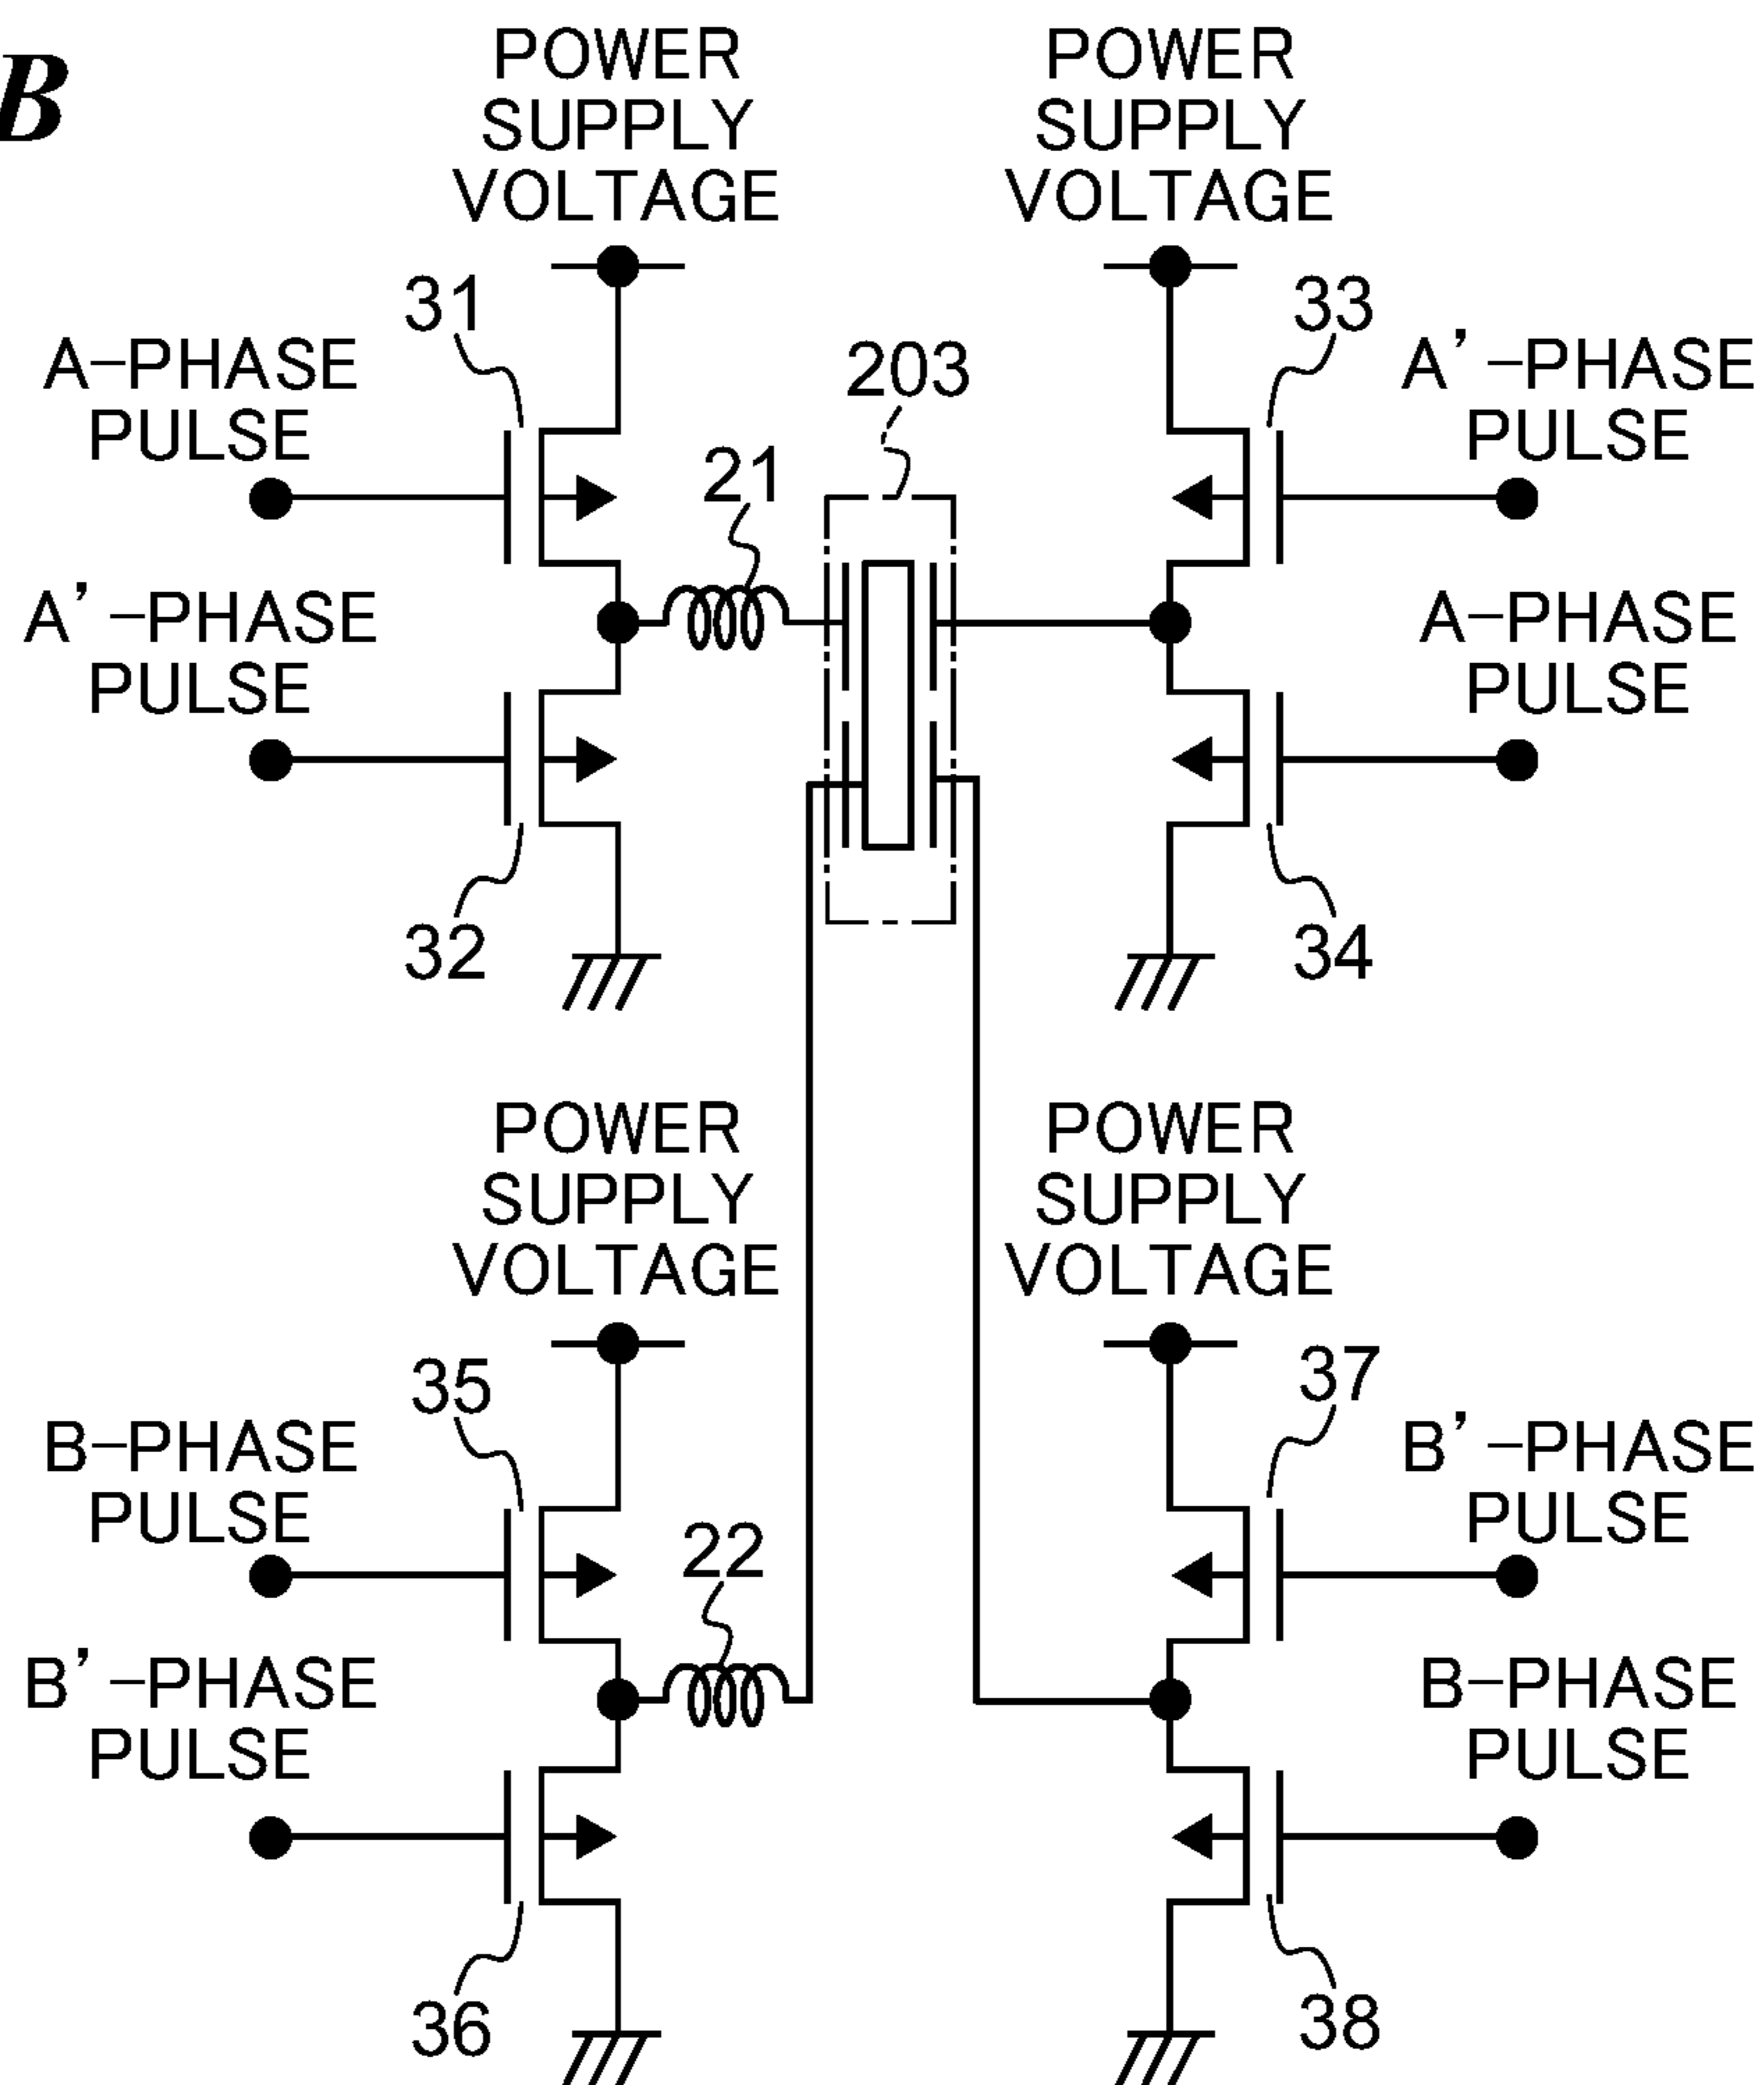 B
POWER
SUPPLY
VOLTAGE
POWER
SUPPLY
VOLTAGE
31
33
A-PHASE
PULSE
203
A'-PHASE
PULSE
21
A'-PHASE
PULSE
A-PHASE
PULSE
32
34
POWER
SUPPLY
VOLTAGE
POWER
SUPPLY
VOLTAGE
35
37
B-PHASE
PULSE
B'-PHASE
PULSE
22
B'-PHASE
PULSE
B-PHASE
PULSE
36
38